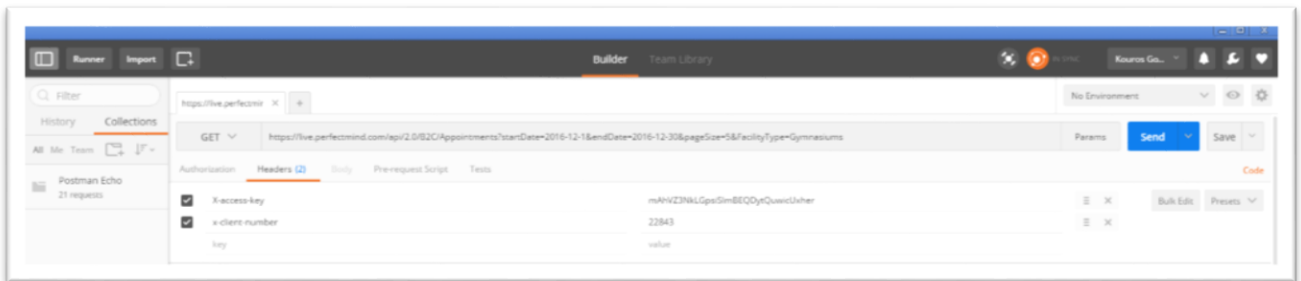 Runner Import Builder Team Library IN SYNC Kouros Go...
Filter https://live.perfectmir × + No Environment
History Collections
GET https://live.perfectmind.com/api/2.0/B2C/Appointments?startDate=2016-12-1&endDate=2016-12-30&pageSize=5&FacilityType=Gymnasiums Params Send Save
All Me Team
Authorization Headers (2) Body Pre-request Script Tests Code
Postman Echo
21 requests
X-access-key Bulk Edit Presets
x-client-number 22843
key value